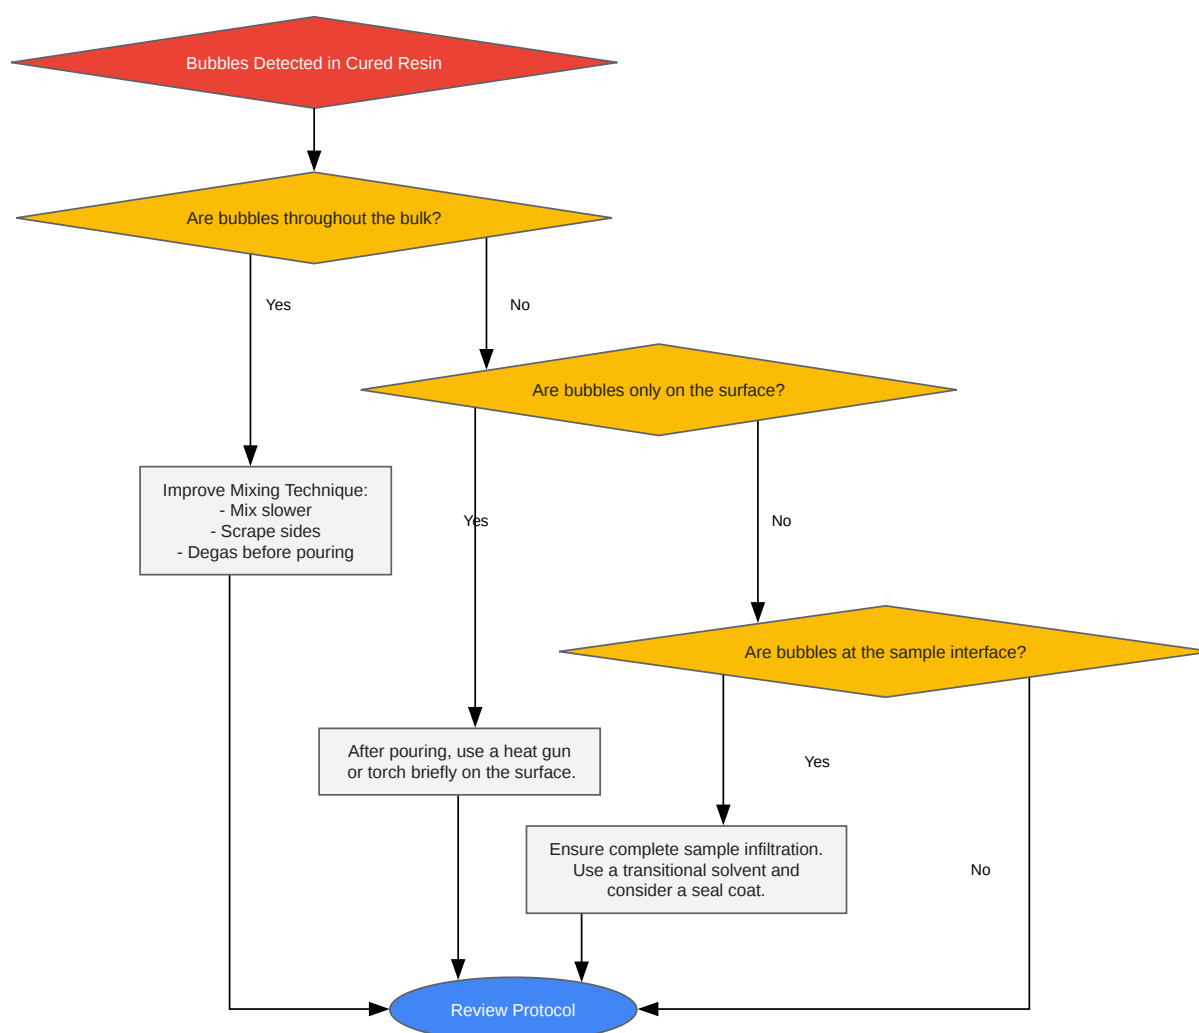 Bubbles Detected in Cured Resin
Are bubbles throughout the bulk?
Yes
No
Are bubbles only on the surface?
Improve Mixing Technique:
- Mix slower
- Scrape sides
- Degas before pouring
Yes
No
Are bubbles at the sample interface?
After pouring, use a heat gun
or torch briefly on the surface.
Yes
Ensure complete sample infiltration.
Use a transitional solvent and
consider a seal coat.
No
Review Protocol